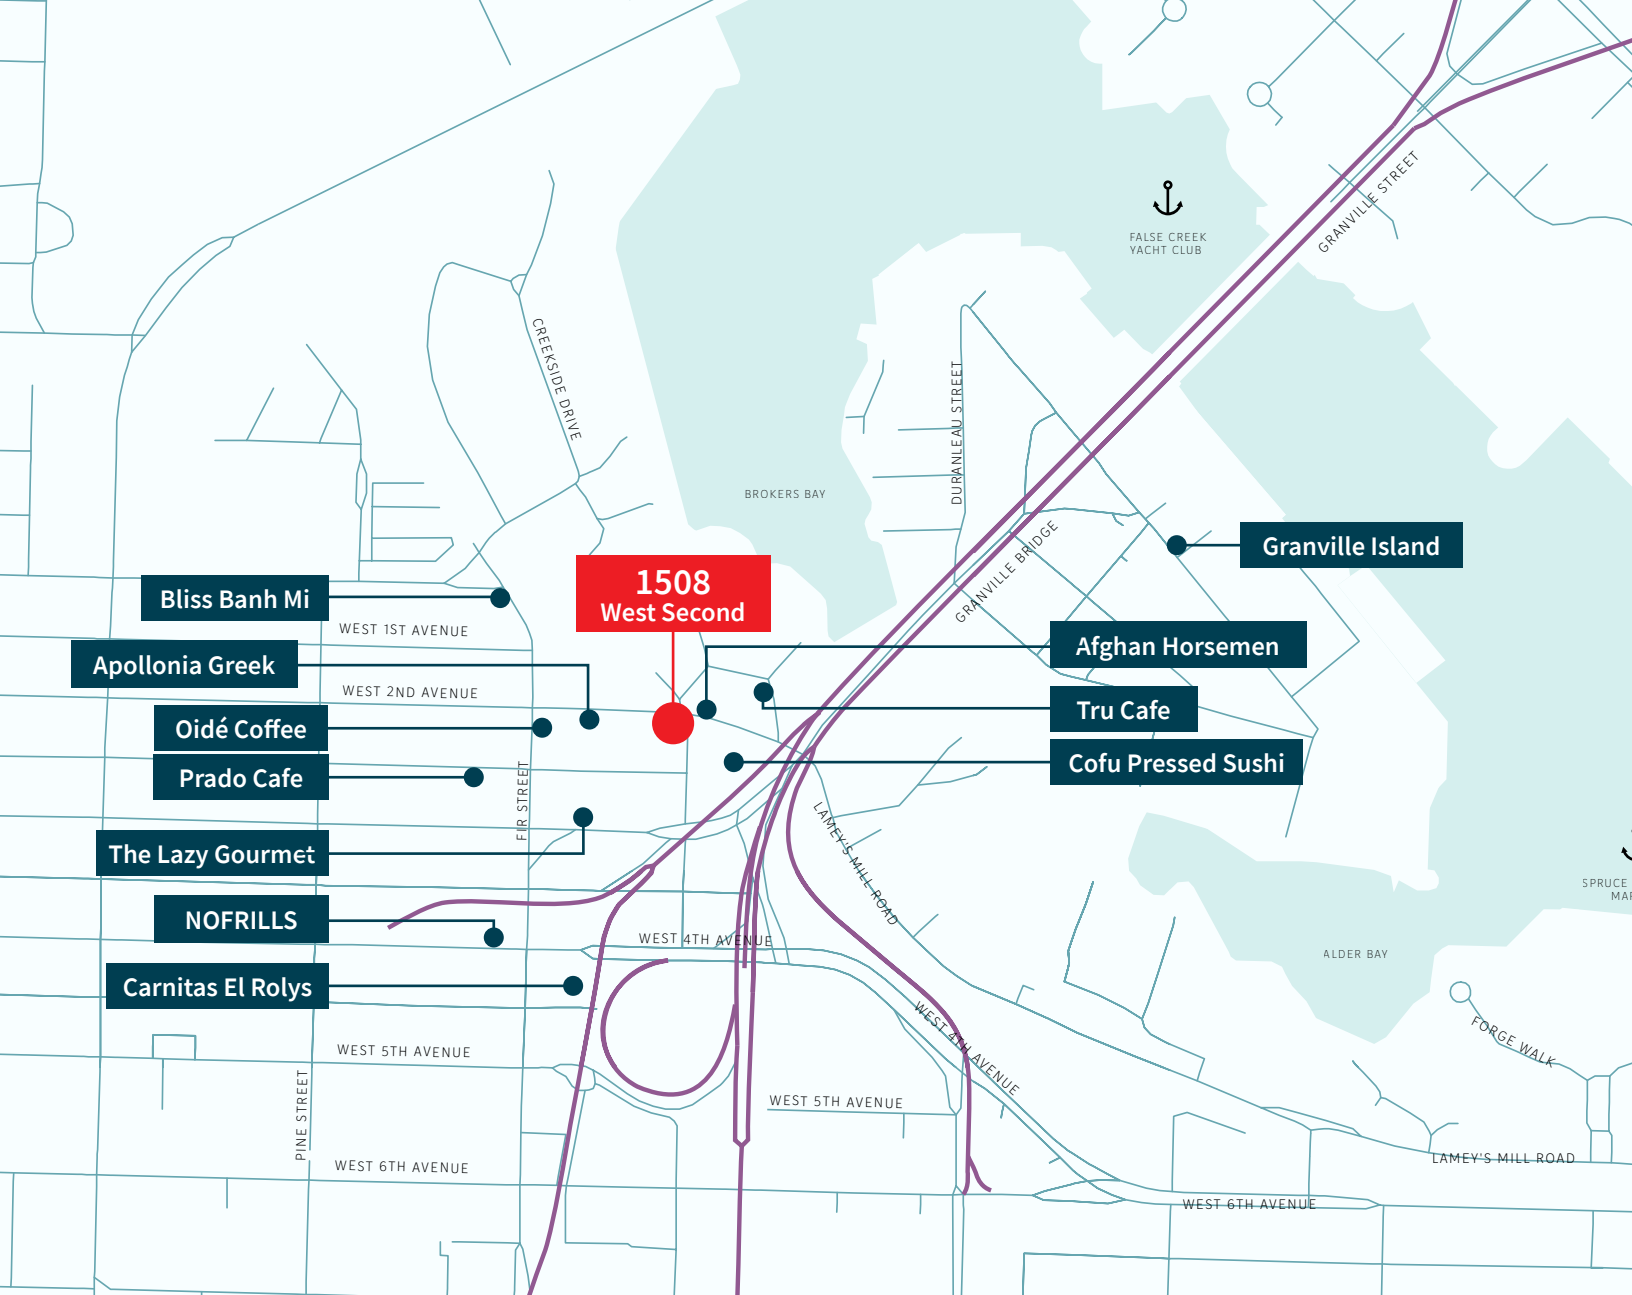 FALSE CREEK
YACHT CLUB
GRANVILLE STREET
CREEKSIDE DRIVE
DURANLEAU STREET
BROKERS BAY
GRANVILLE BRIDGE
Granville Island
1508
West Second
Bliss Banh Mi
WEST 1ST AVENUE
Afghan Horsemen
Apollonia Greek
WEST 2ND AVENUE
Tru Cafe
Oidé Coffee
Cofu Pressed Sushi
Prado Cafe
FIR STREET
LAMEY'S MILL ROAD
The Lazy Gourmet
SPRUCE
MAR
NOFRILLS
WEST 4TH AVENUE
ALDER BAY
Carnitas El Rolys
WEST 4TH AVENUE
FORGE WALK
WEST 5TH AVENUE
PINE STREET
WEST 5TH AVENUE
WEST 6TH AVENUE
LAMEY'S MILL ROAD
WEST 6TH AVENUE